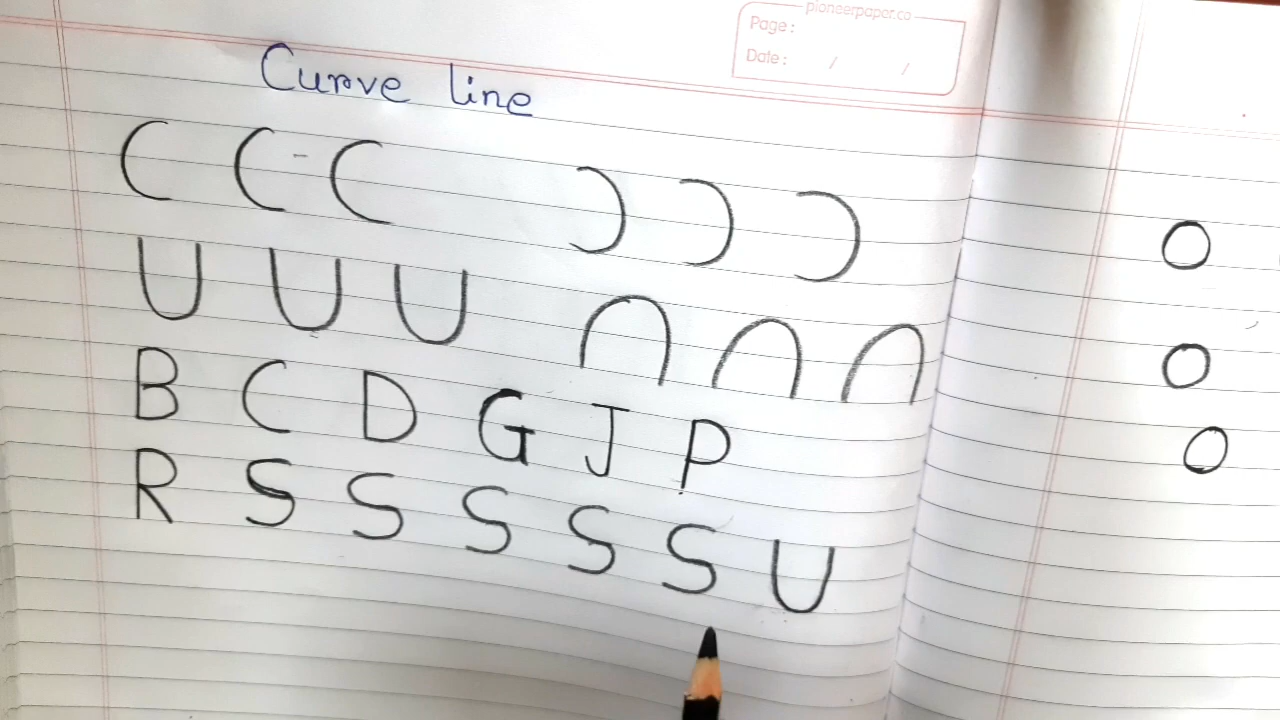 pioneerpaper.co
Page:
Date: / /
Curve line
( ( ( ) ) )
U U U ∩ ∩ ∩
B C D G J P
R S S S S S U
O
O
O